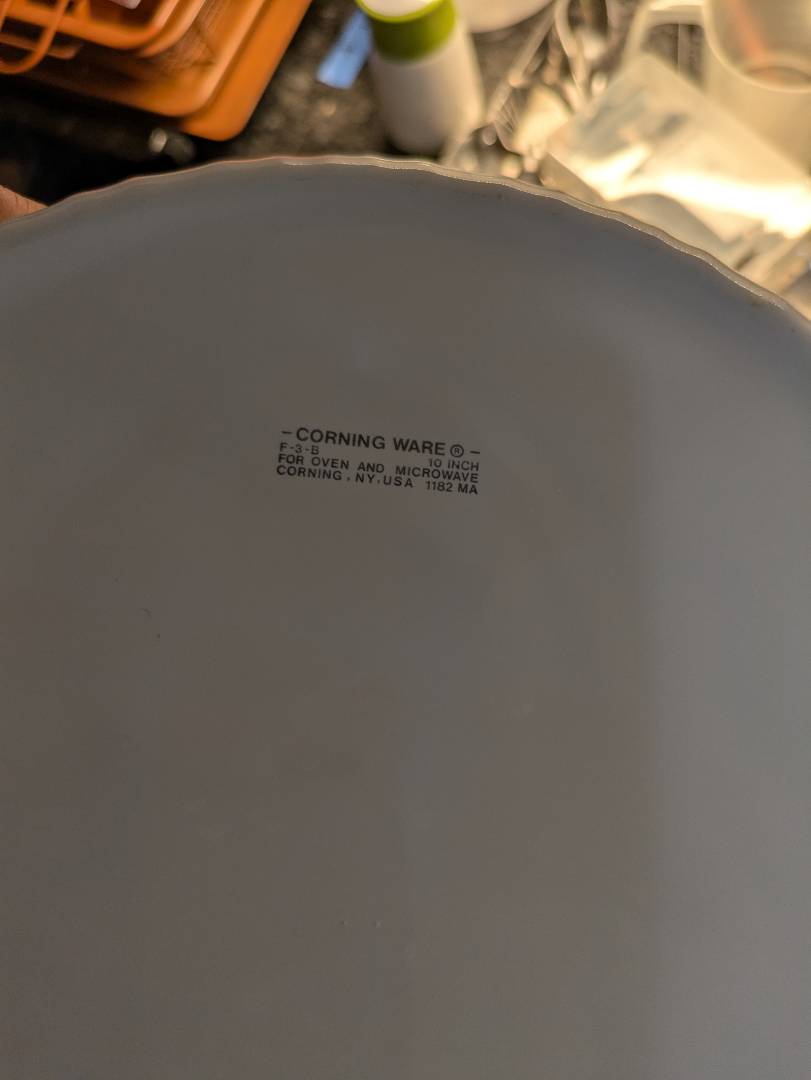 -CORNING WARE®-
F-3-B 10 INCH
FOR OVEN AND MICROWAVE
CORNING, NY, USA 1182 MA